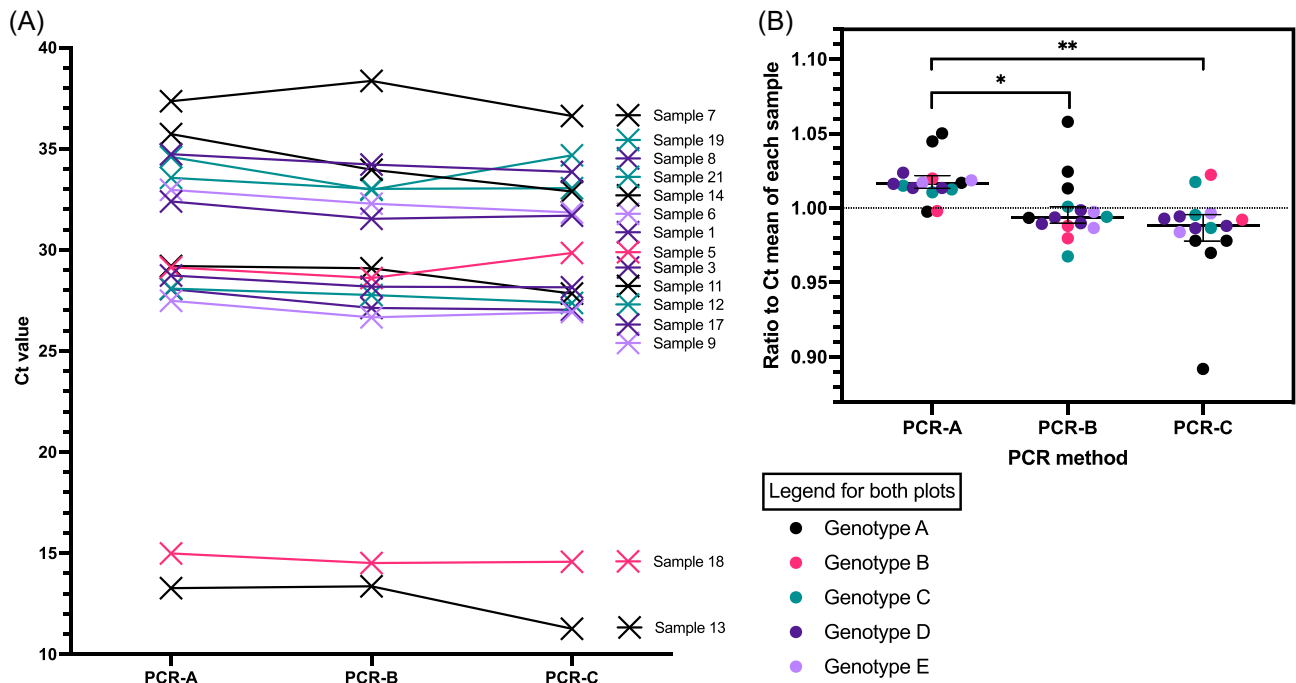 (A)
40
35
30
25
20
15
10
Ct value
PCR-A
PCR-B
PCR-C
Sample 7
Sample 19
Sample 8
Sample 21
Sample 14
Sample 6
Sample 1
Sample 5
Sample 3
Sample 11
Sample 12
Sample 17
Sample 9
Sample 18
Sample 13
(B)
**
*
1.10
1.05
1.00
0.95
0.90
Ratio to Ct mean of each sample
PCR-A
PCR-B
PCR-C
PCR method
Legend for both plots
Genotype A
Genotype B
Genotype C
Genotype D
Genotype E